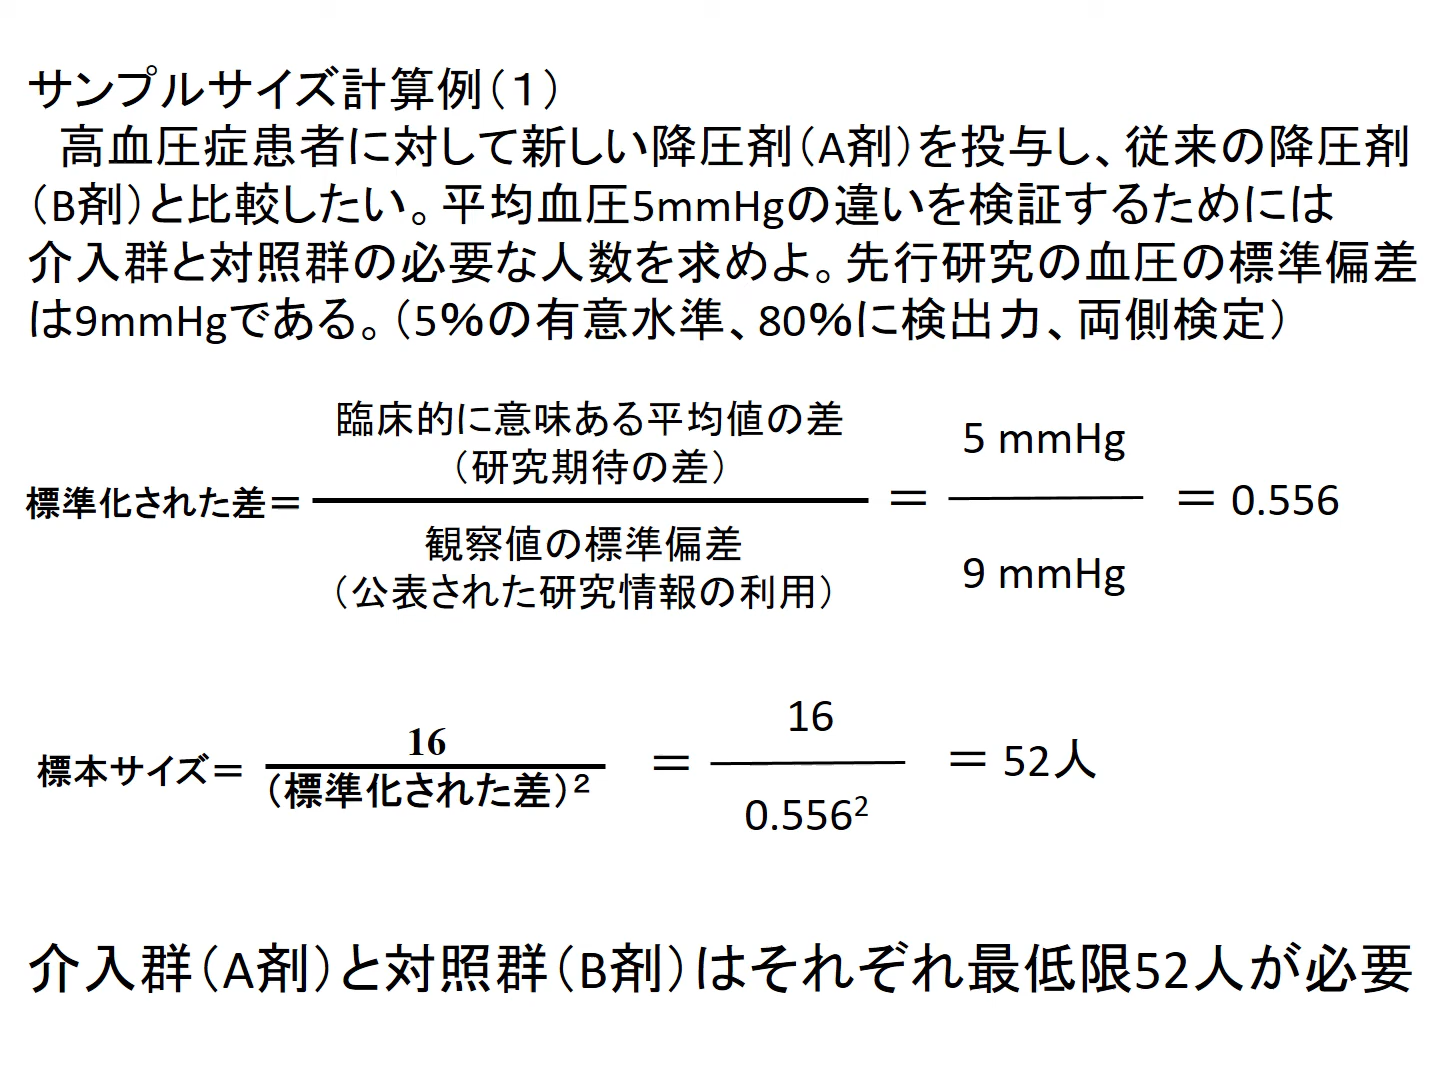 サンプルサイズ計算例（１）
高血圧症患者に対して新しい降圧剤（A剤）を投与し、従来の降圧剤
（B剤）と比較したい。平均血圧5mmHgの違いを検証するためには
介入群と対照群の必要な人数を求めよ。先行研究の血圧の標準偏差
は9mmHgである。（5％の有意水準、80％に検出力、両側検定）
臨床的に意味ある平均値の差
（研究期待の差）
標準化された差＝
観察値の標準偏差
（公表された研究情報の利用）
＝
5 mmHg
9 mmHg
＝ 0.556
標本サイズ＝
16
（標準化された差）²
＝
16
0.556²
＝ 52人
介入群（A剤）と対照群（B剤）はそれぞれ最低限52人が必要